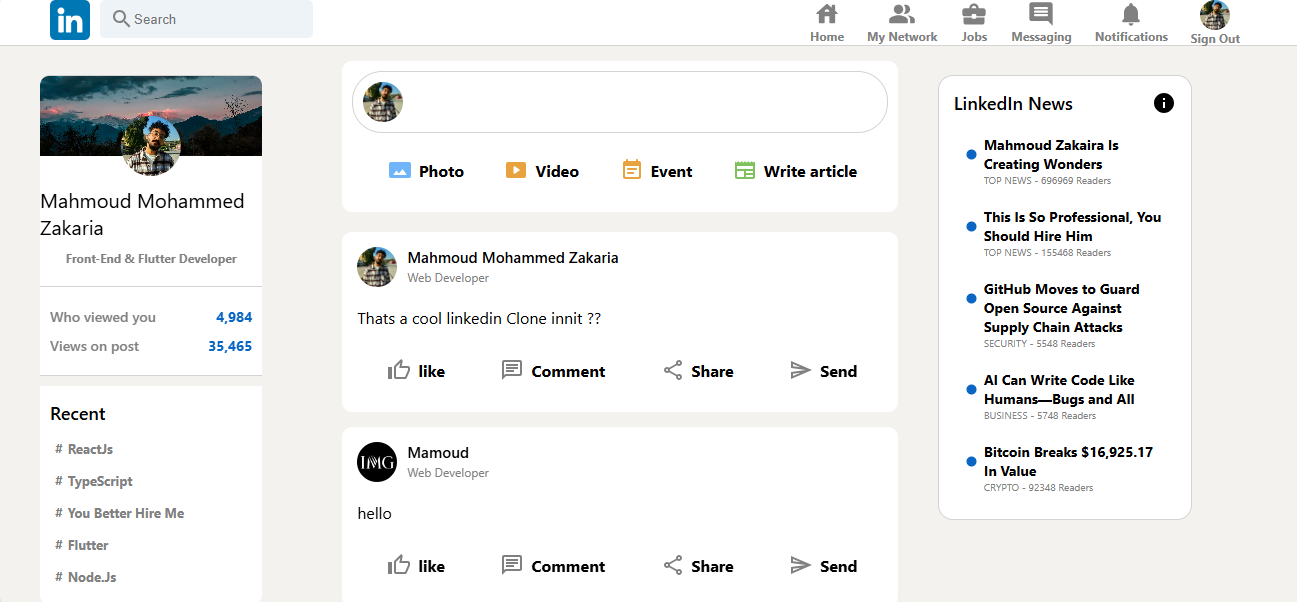 in
Search
Home
My Network
Jobs
Messaging
Notifications
Sign Out
Mahmoud Mohammed
Zakaria
Front-End & Flutter Developer
Who viewed you 4,984
Views on post 35,465
Recent
# ReactJs
# TypeScript
# You Better Hire Me
# Flutter
# Node.Js
Photo
Video
Event
Write article
Mahmoud Mohammed Zakaria
Web Developer
Thats a cool linkedin Clone innit ??
like
Comment
Share
Send
IMG
Mamoud
Web Developer
hello
like
Comment
Share
Send
LinkedIn News
Mahmoud Zakaira Is
Creating Wonders
TOP NEWS - 696969 Readers
This Is So Professional, You
Should Hire Him
TOP NEWS - 155468 Readers
GitHub Moves to Guard
Open Source Against
Supply Chain Attacks
SECURITY - 5548 Readers
AI Can Write Code Like
Humans—Bugs and All
BUSINESS - 5748 Readers
Bitcoin Breaks $16,925.17
In Value
CRYPTO - 92348 Readers